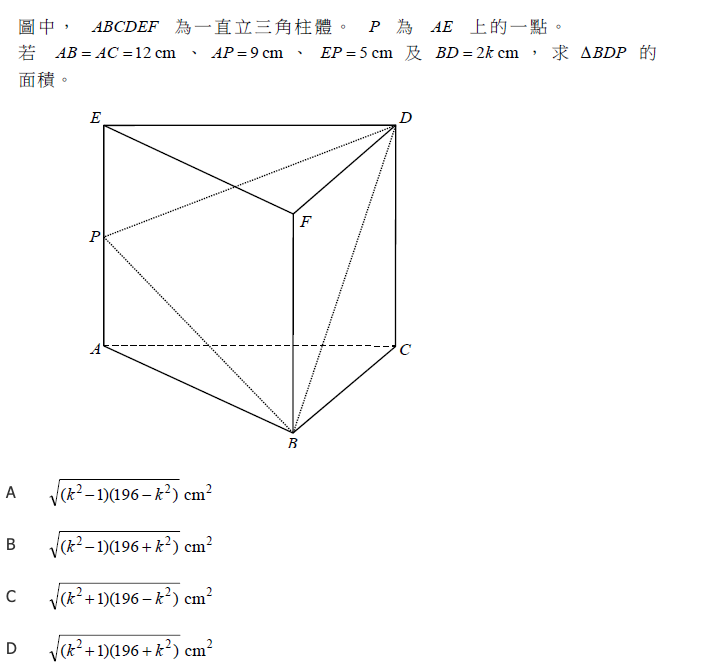 圖中， ABCDEF 為一直立三角柱體。 P 為 AE 上的一點。
若 AB = AC = 12 cm 、 AP = 9 cm 、 EP = 5 cm 及 BD = 2k cm ，求 ΔBDP 的
面積。
E
D
F
P
A
C
B
A √(k²−1)(196−k²) cm²
B √(k²−1)(196+k²) cm²
C √(k²+1)(196−k²) cm²
D √(k²+1)(196+k²) cm²